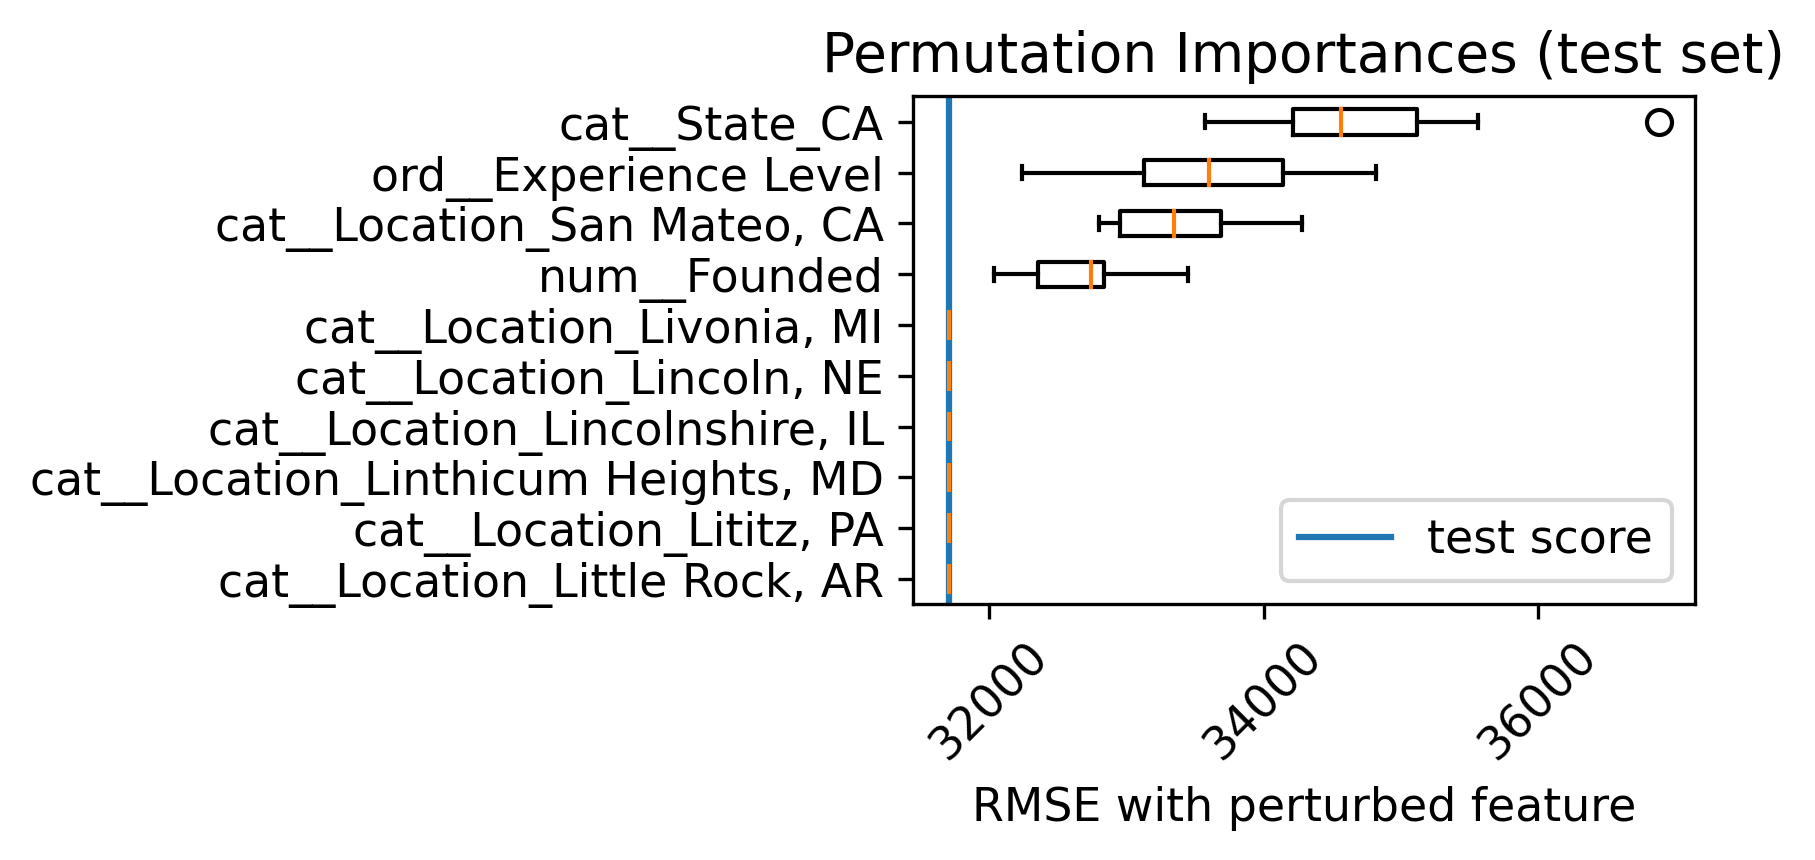 Permutation Importances (test set)
cat__State_CA
ord__Experience Level
cat__Location_San Mateo, CA
num__Founded
cat__Location_Livonia, MI
cat__Location_Lincoln, NE
cat__Location_Lincolnshire, IL
cat__Location_Linthicum Heights, MD
cat__Location_Lititz, PA
cat__Location_Little Rock, AR
test score
32000
34000
36000
RMSE with perturbed feature